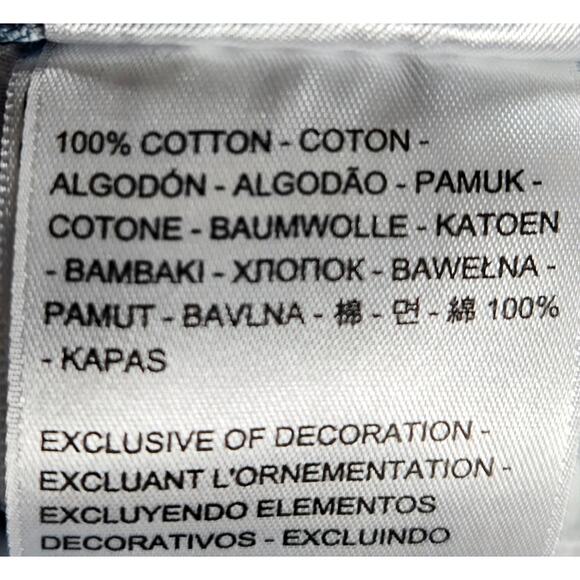 100% COTTON - COTON -
ALGODÓN - ALGODÃO - PAMUK -
COTONE - BAUMWOLLE - KATOEN
- BAMBAKI - ХЛОПОК - BAWEŁNA -
PAMUT - BAVLNA - 棉 - 면 - 綿 100%
- KAPAS
EXCLUSIVE OF DECORATION -
EXCLUANT L'ORNEMENTATION -
EXCLUYENDO ELEMENTOS
DECORATIVOS - EXCLUINDO